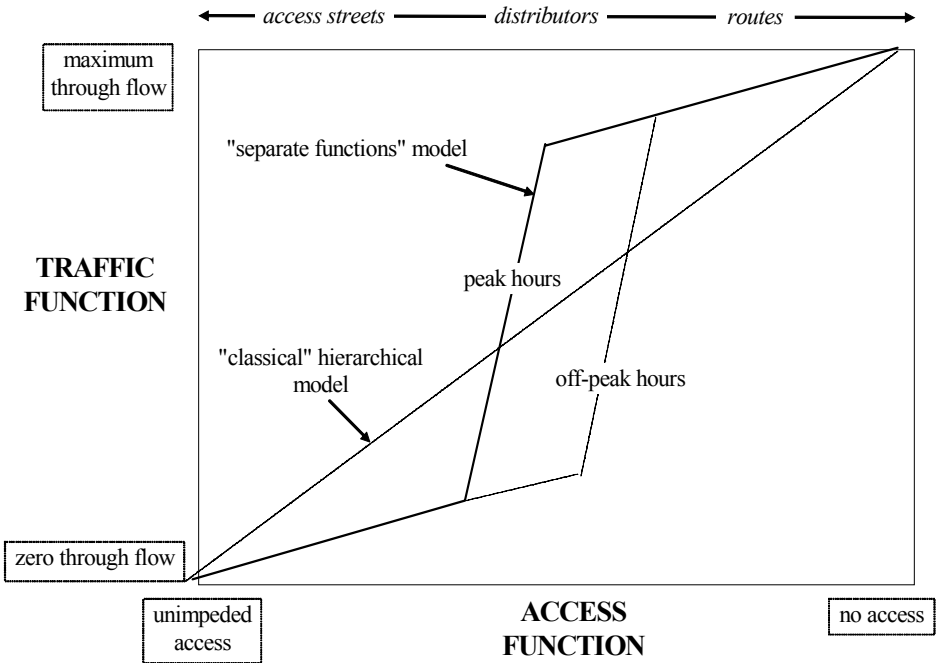 access streets
distributors
routes
maximum
through flow
"separate functions" model
TRAFFIC
FUNCTION
peak hours
"classical" hierarchical
model
off-peak hours
zero through flow
unimpeded
access
ACCESS
FUNCTION
no access